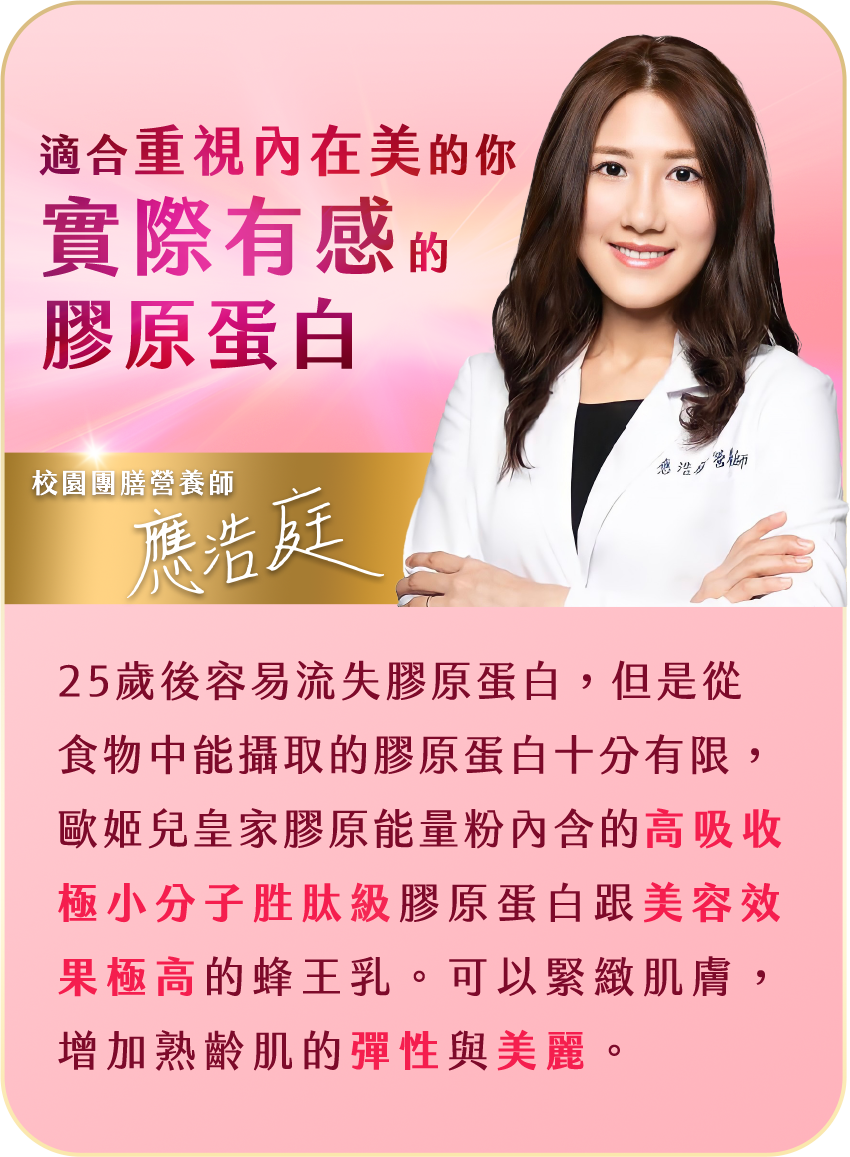 適合重視內在美的你
實際有感的
膠原蛋白
校園團膳營養師
應浩庭
應浩庭營養師
25歲後容易流失膠原蛋白，但是從
食物中能攝取的膠原蛋白十分有限，
歐姬兒皇家膠原能量粉內含的高吸收
極小分子胜肽級膠原蛋白跟美容效
果極高的蜂王乳。可以緊緻肌膚，
增加熟齡肌的彈性與美麗。